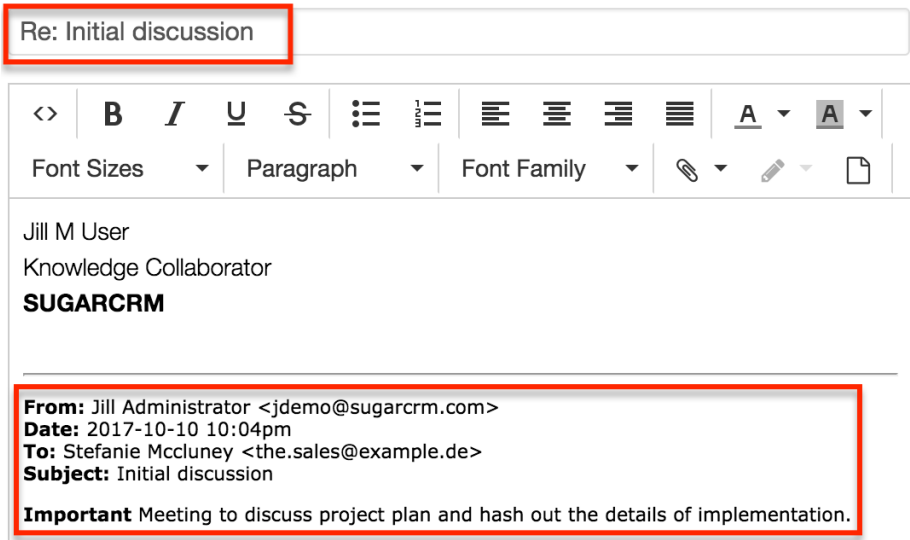 Re: Initial discussion
<> B I U S A A
Font Sizes Paragraph Font Family
Jill M User
Knowledge Collaborator
SUGARCRM
From: Jill Administrator <jdemo@sugarcrm.com>
Date: 2017-10-10 10:04pm
To: Stefanie Mccluney <the.sales@example.de>
Subject: Initial discussion
Important Meeting to discuss project plan and hash out the details of implementation.